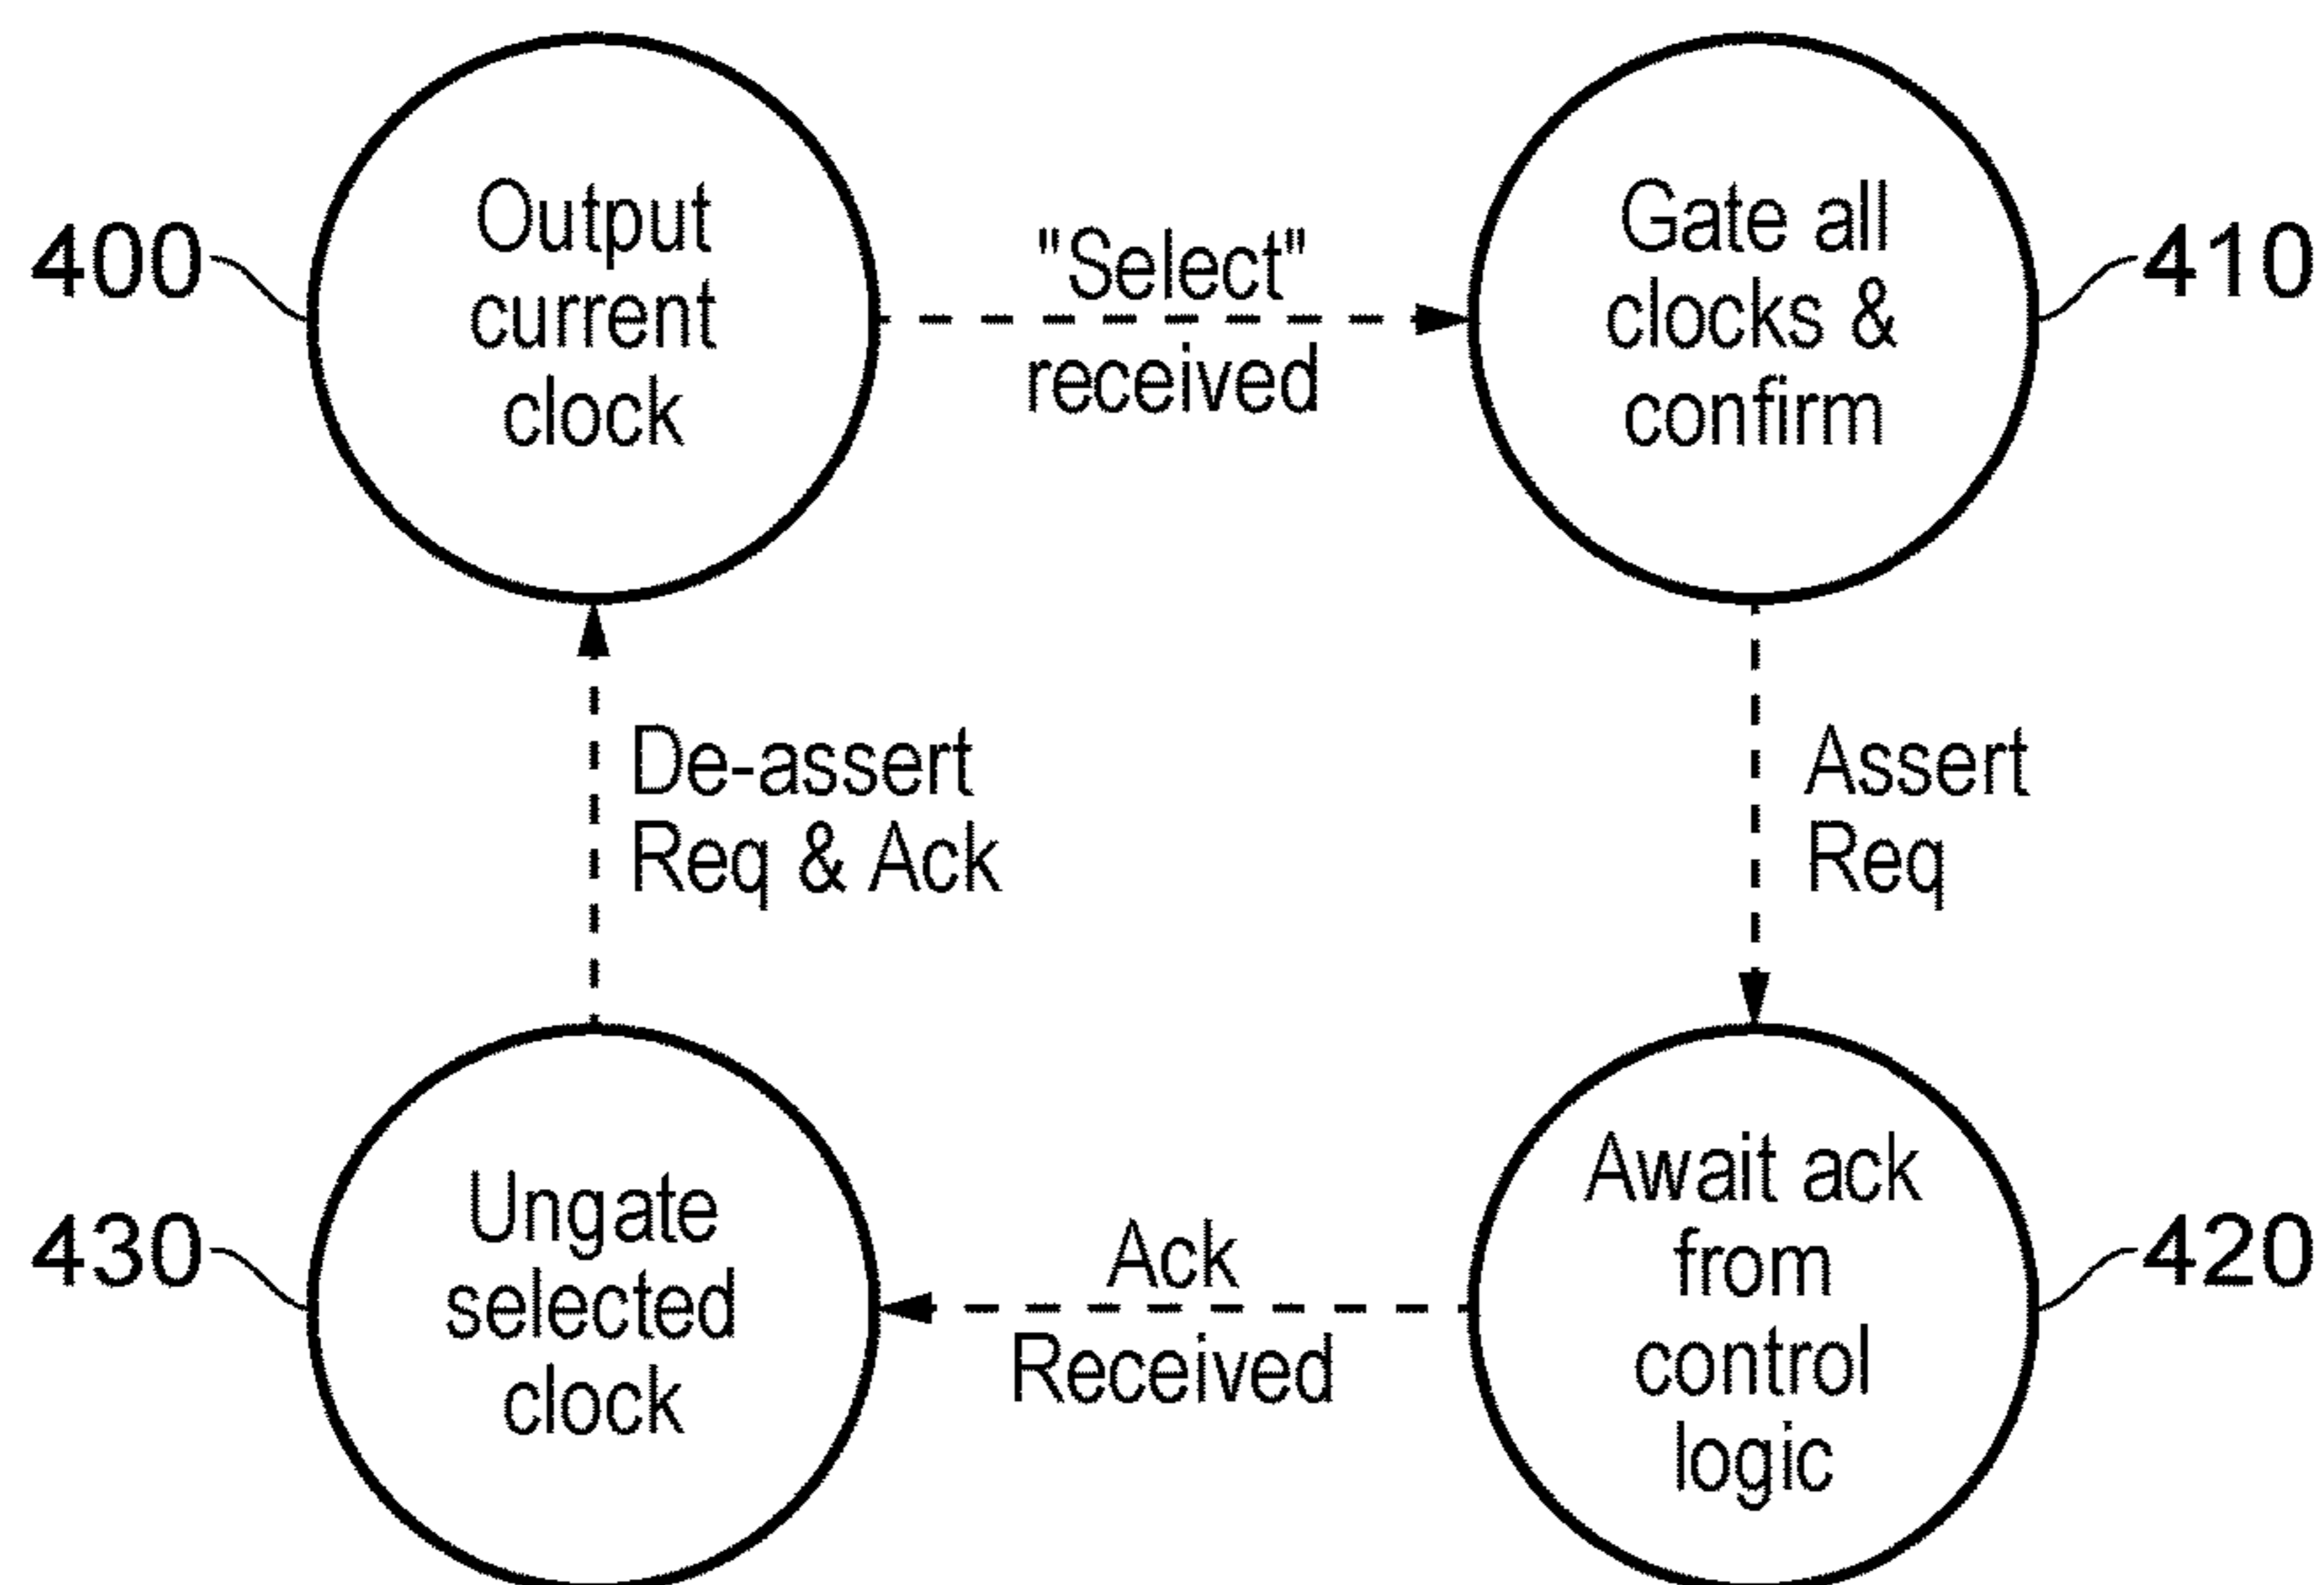 400
Output
current
clock
"Select"
received
Gate all
clocks &
confirm
410
De-assert
Req & Ack
Assert
Req
430
Ungate
selected
clock
Ack
Received
Await ack
from
control
logic
420